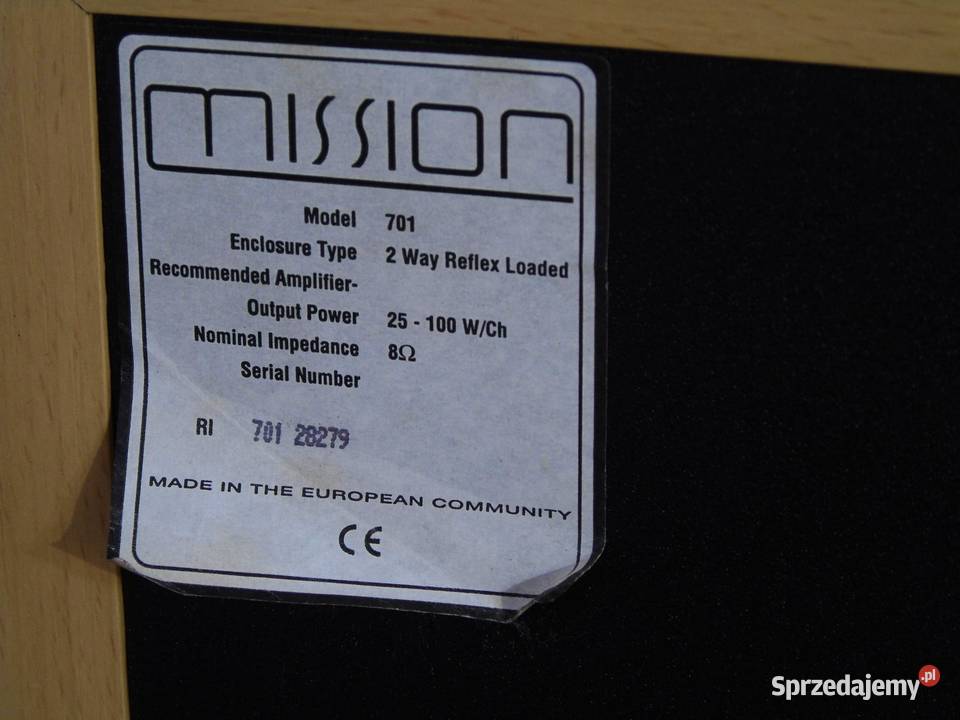 mission
Model 701
Enclosure Type 2 Way Reflex Loaded
Recommended Amplifier-
Output Power 25 - 100 W/Ch
Nominal Impedance 8Ω
Serial Number
RI 701 28279
MADE IN THE EUROPEAN COMMUNITY
CE
Sprzedajemy.pl